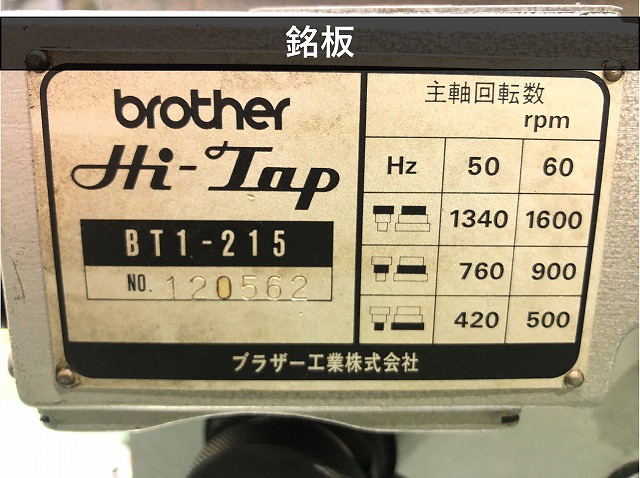 銘板
brother
Hi-Tap
BT1-215
NO. 120562
ブラザー工業株式会社
主軸回転数
rpm
Hz 50 60
1340 1600
760 900
420 500